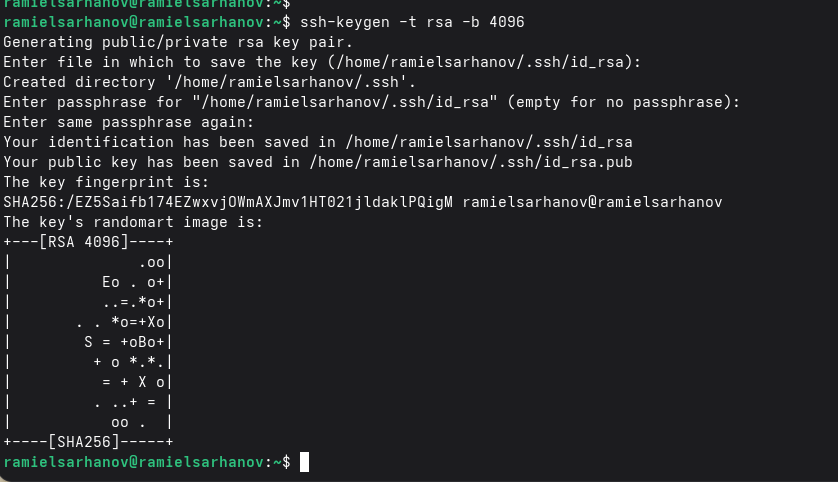 ramielsarhanov@ramielsarhanov:~$
ramielsarhanov@ramielsarhanov:~$ ssh-keygen -t rsa -b 4096
Generating public/private rsa key pair.
Enter file in which to save the key (/home/ramielsarhanov/.ssh/id_rsa):
Created directory '/home/ramielsarhanov/.ssh'.
Enter passphrase for "/home/ramielsarhanov/.ssh/id_rsa" (empty for no passphrase):
Enter same passphrase again:
Your identification has been saved in /home/ramielsarhanov/.ssh/id_rsa
Your public key has been saved in /home/ramielsarhanov/.ssh/id_rsa.pub
The key fingerprint is:
SHA256:/EZ5Saifb174EZwxvjOWmAXJmv1HT021jldaklPQigM ramielsarhanov@ramielsarhanov
The key's randomart image is:
+---[RSA 4096]----+
|              .oo|
|          Eo . o+|
|          ..=.*o+|
|       . . *o=+Xo|
|        S = +oBo+|
|         + o *.*.|
|          = + X o|
|         . ..+ = |
|           oo .  |
+----[SHA256]-----+
ramielsarhanov@ramielsarhanov:~$